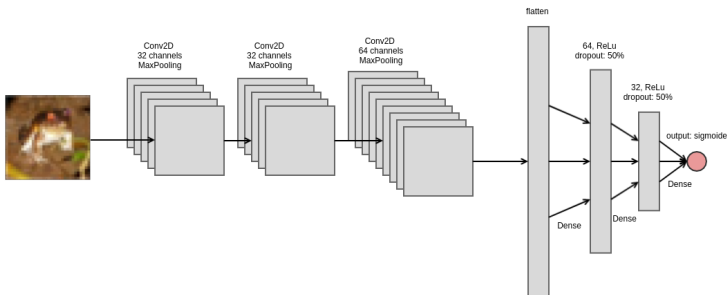 flatten
Conv2D
32 channels
MaxPooling
Conv2D
32 channels
MaxPooling
Conv2D
64 channels
MaxPooling
64, ReLu
dropout: 50%
32, ReLu
dropout: 50%
output: sigmoide
Dense
Dense
Dense